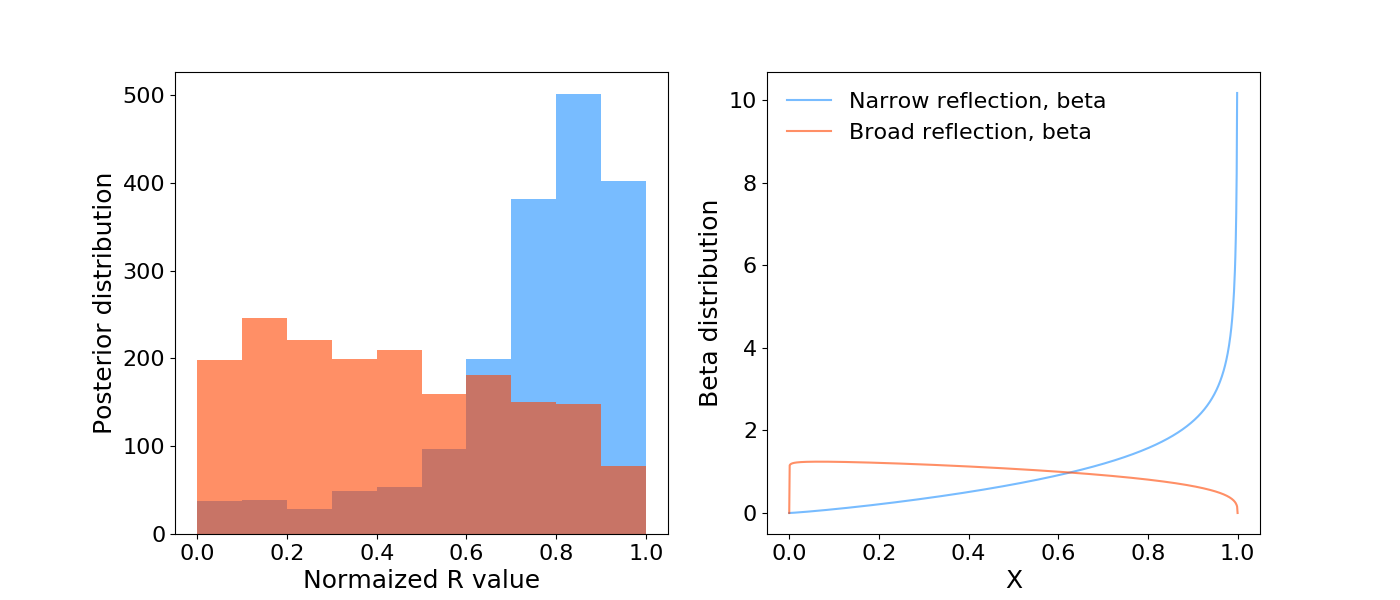 500
400
300
200
100
0
0.0 0.2 0.4 0.6 0.8 1.0
Normaized R value
Posterior distribution
10
8
6
4
2
0
0.0 0.2 0.4 0.6 0.8 1.0
X
Beta distribution
Narrow reflection, beta
Broad reflection, beta